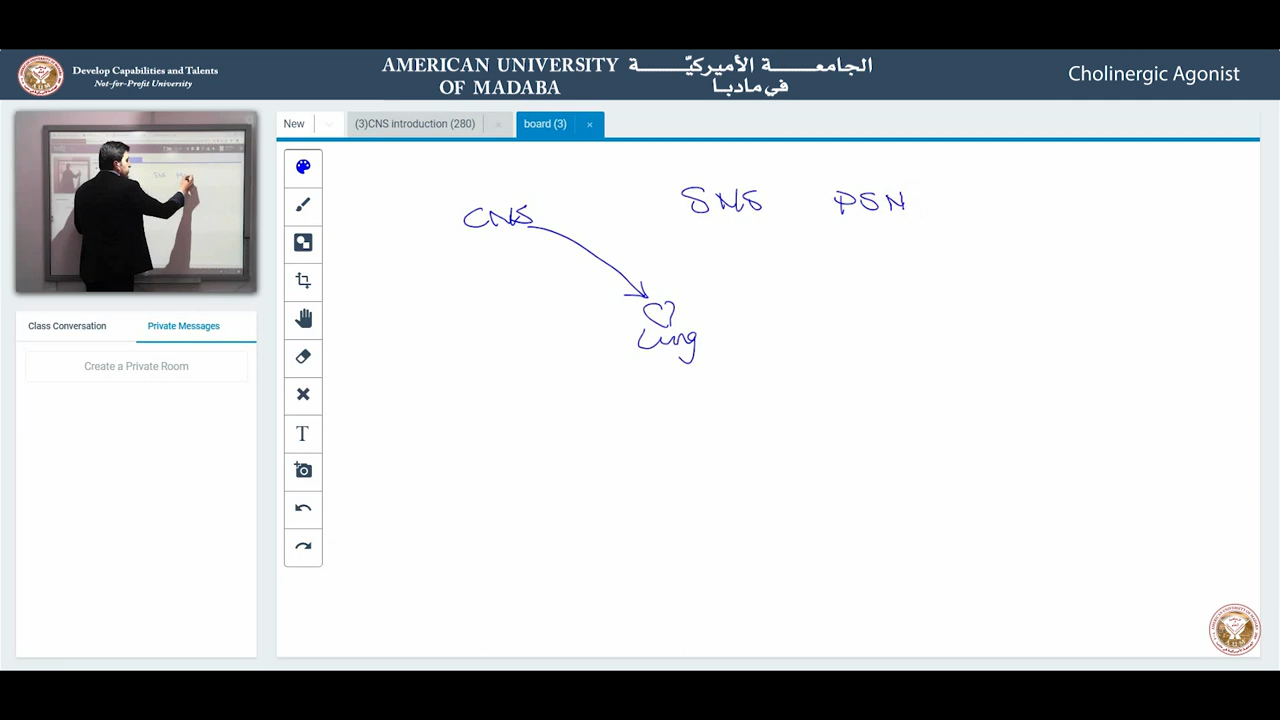 Develop Capabilities and Talents
Not-for-Profit University
AMERICAN UNIVERSITY
OF MADABA
الجامعة الأميركية
في مادبا
Cholinergic Agonist
New
(3)CNS introduction (280) ×
board (3) ×
CNS
SNS PSN
Lung
Class Conversation
Private Messages
Create a Private Room
T